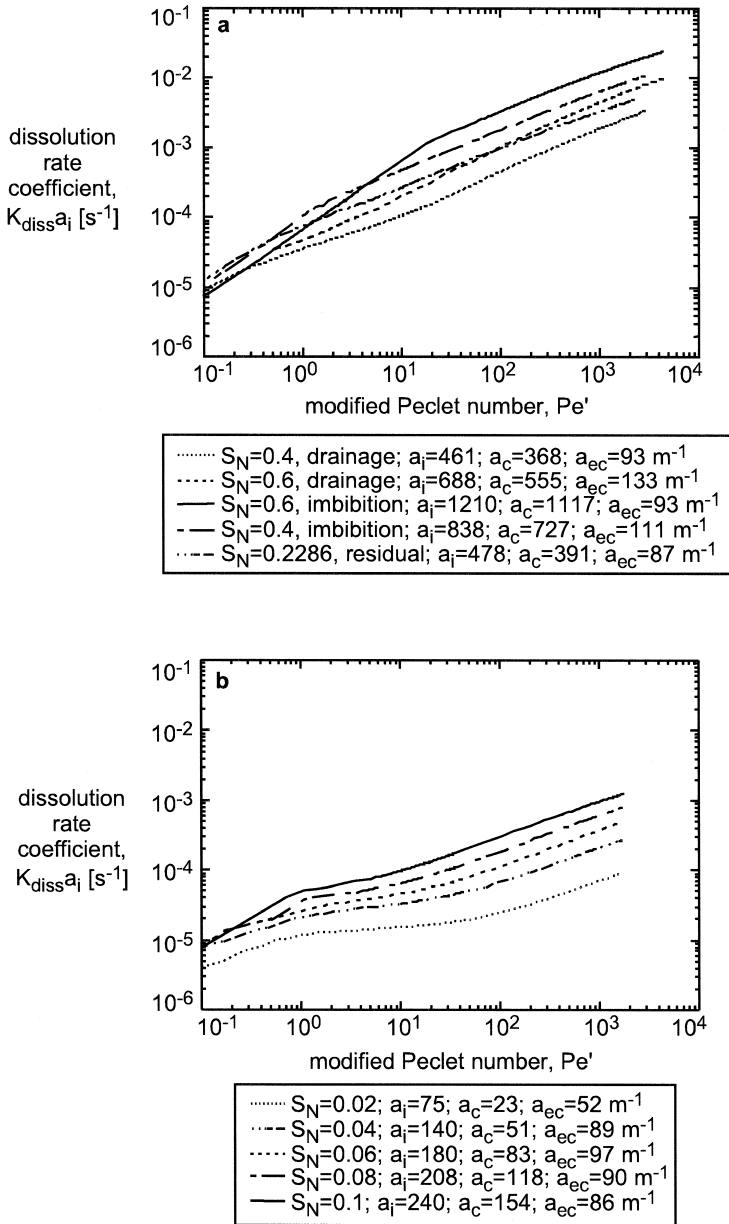 a
10⁻¹
10⁻²
10⁻³
10⁻⁴
10⁻⁵
10⁻⁶
dissolution
rate
coefficient,
K_diss a_i [s⁻¹]
10⁻¹ 10⁰ 10¹ 10² 10³ 10⁴
modified Peclet number, Pe'
S_N=0.4, drainage; a_i=461; a_c=368; a_ec=93 m⁻¹
S_N=0.6, drainage; a_i=688; a_c=555; a_ec=133 m⁻¹
S_N=0.6, imbibition; a_i=1210; a_c=1117; a_ec=93 m⁻¹
S_N=0.4, imbibition; a_i=838; a_c=727; a_ec=111 m⁻¹
S_N=0.2286, residual; a_i=478; a_c=391; a_ec=87 m⁻¹
b
10⁻¹
10⁻²
10⁻³
10⁻⁴
10⁻⁵
10⁻⁶
dissolution
rate
coefficient,
K_diss a_i [s⁻¹]
10⁻¹ 10⁰ 10¹ 10² 10³ 10⁴
modified Peclet number, Pe'
S_N=0.02; a_i=75; a_c=23; a_ec=52 m⁻¹
S_N=0.04; a_i=140; a_c=51; a_ec=89 m⁻¹
S_N=0.06; a_i=180; a_c=83; a_ec=97 m⁻¹
S_N=0.08; a_i=208; a_c=118; a_ec=90 m⁻¹
S_N=0.1; a_i=240; a_c=154; a_ec=86 m⁻¹